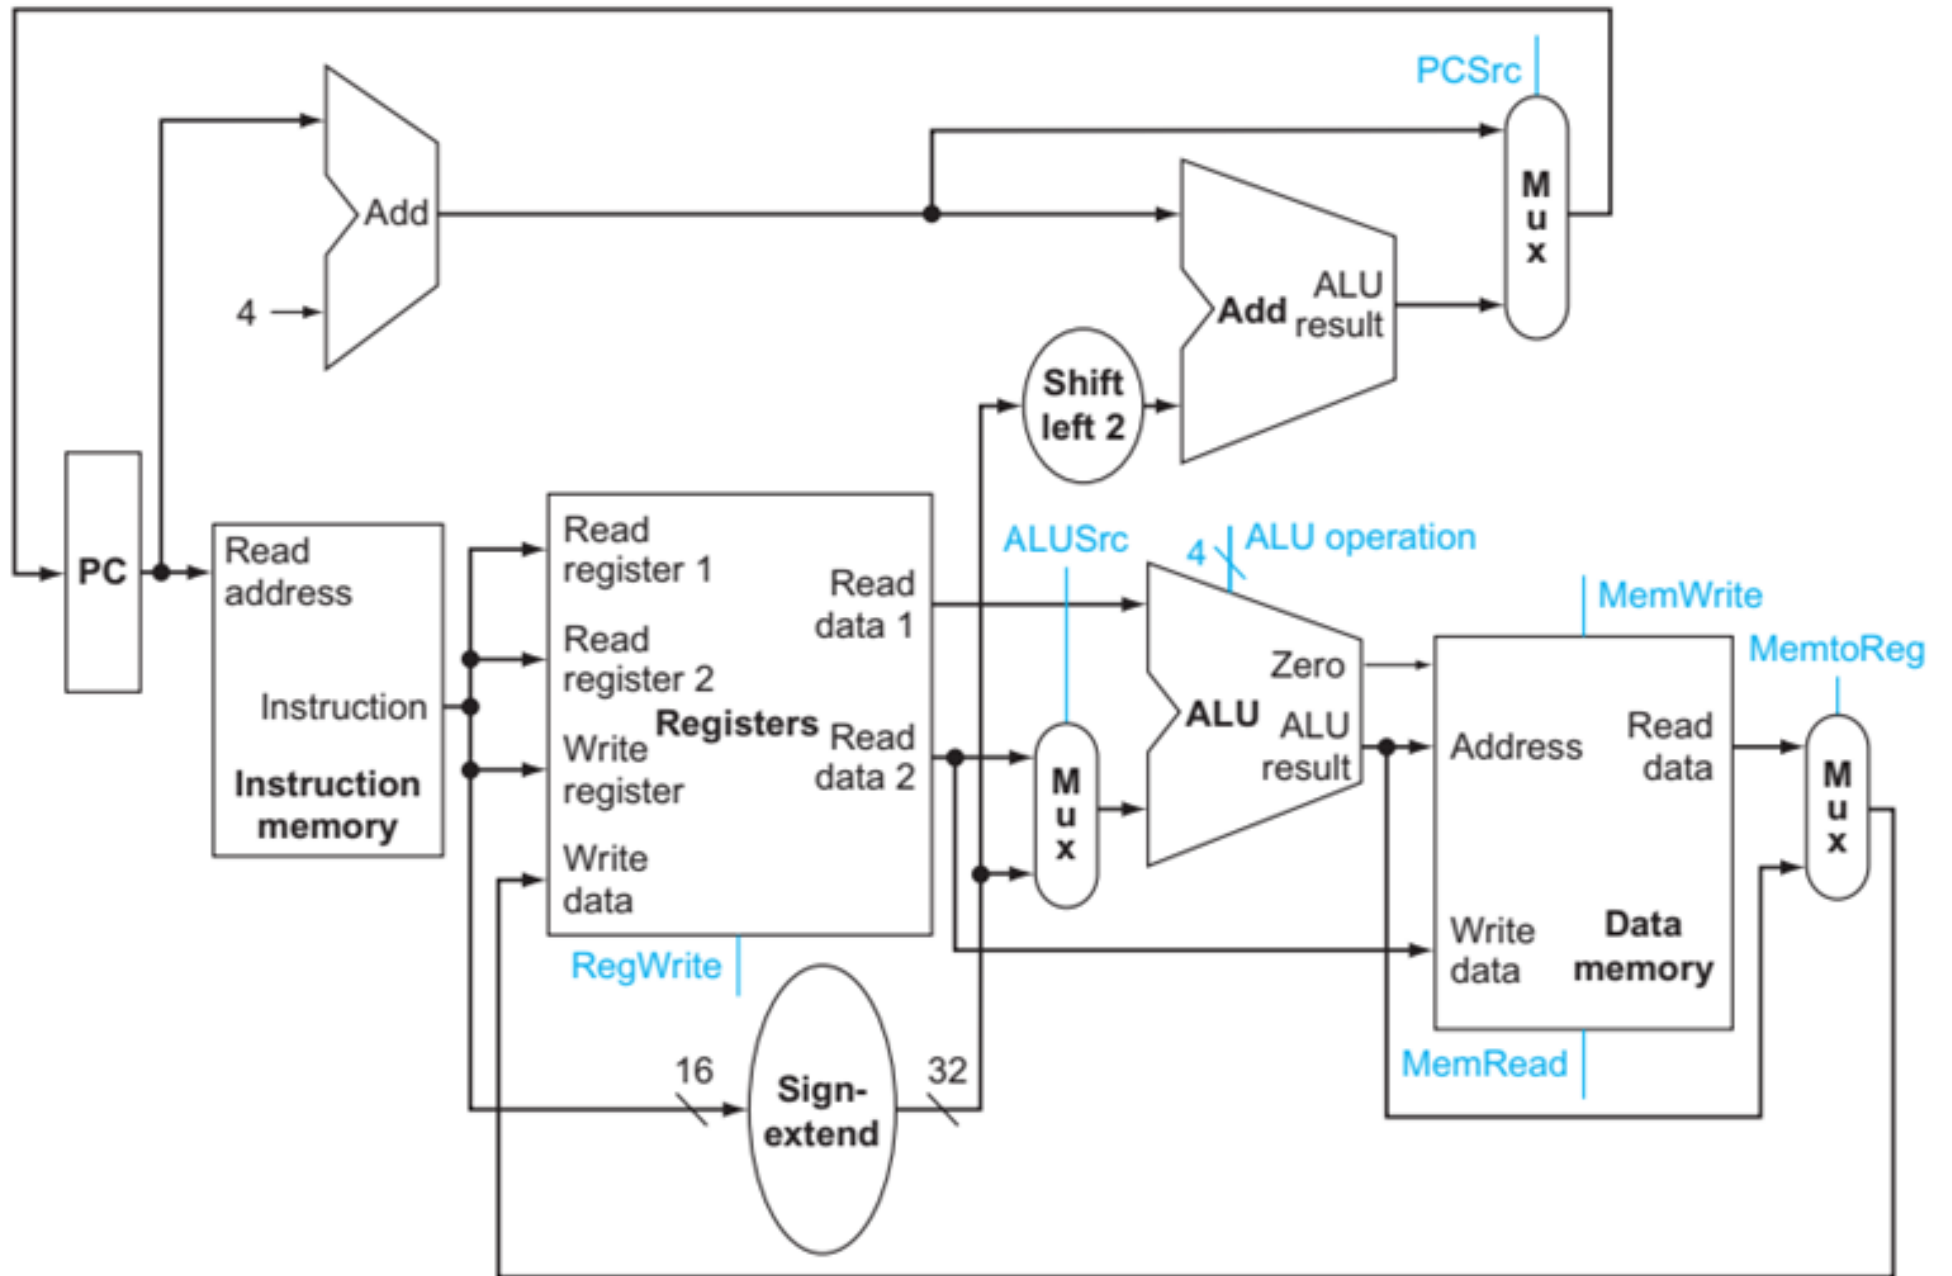 PCSrc
M
u
x
Add
4
Add
ALU
result
Shift
left 2
PC
Read
address
Instruction
Instruction
memory
Read
register 1
Read
register 2
Write
register
Write
data
Registers
Read
data 1
Read
data 2
RegWrite
16
Sign-
extend
32
ALUSrc
M
u
x
4
ALU operation
Zero
ALU
ALU
result
MemWrite
Address
Read
data
Write
data
Data
memory
MemRead
MemtoReg
M
u
x